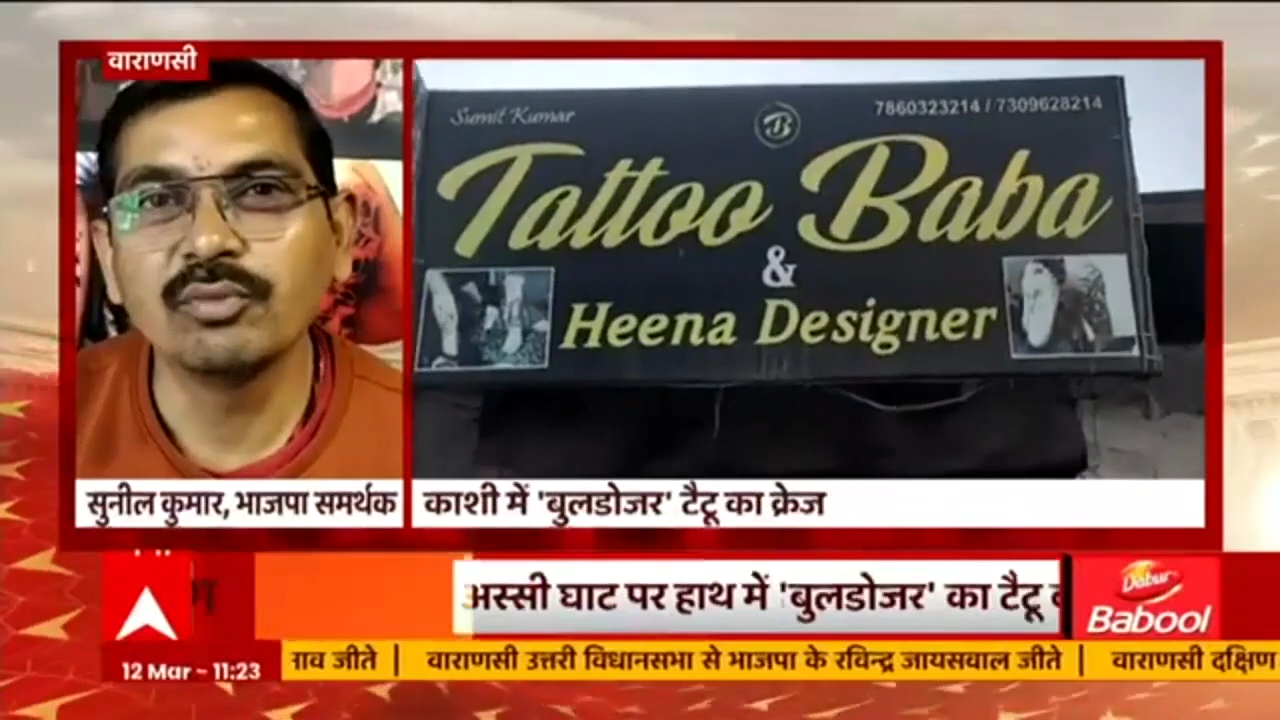 वाराणसी
Sumit Kumar
B
7860323214 / 7309628214
Tattoo Baba
&
Heena Designer
सुनील कुमार, भाजपा समर्थक
काशी में 'बुलडोजर' टैटू का क्रेज
अस्सी घाट पर हाथ में 'बुलडोजर' का टैटू
Dabur
Babool
12 Mar - 11:23
जीते | वाराणसी उत्तरी विधानसभा से भाजपा के रविन्द्र जायसवाल जीते | वाराणसी दक्षिण